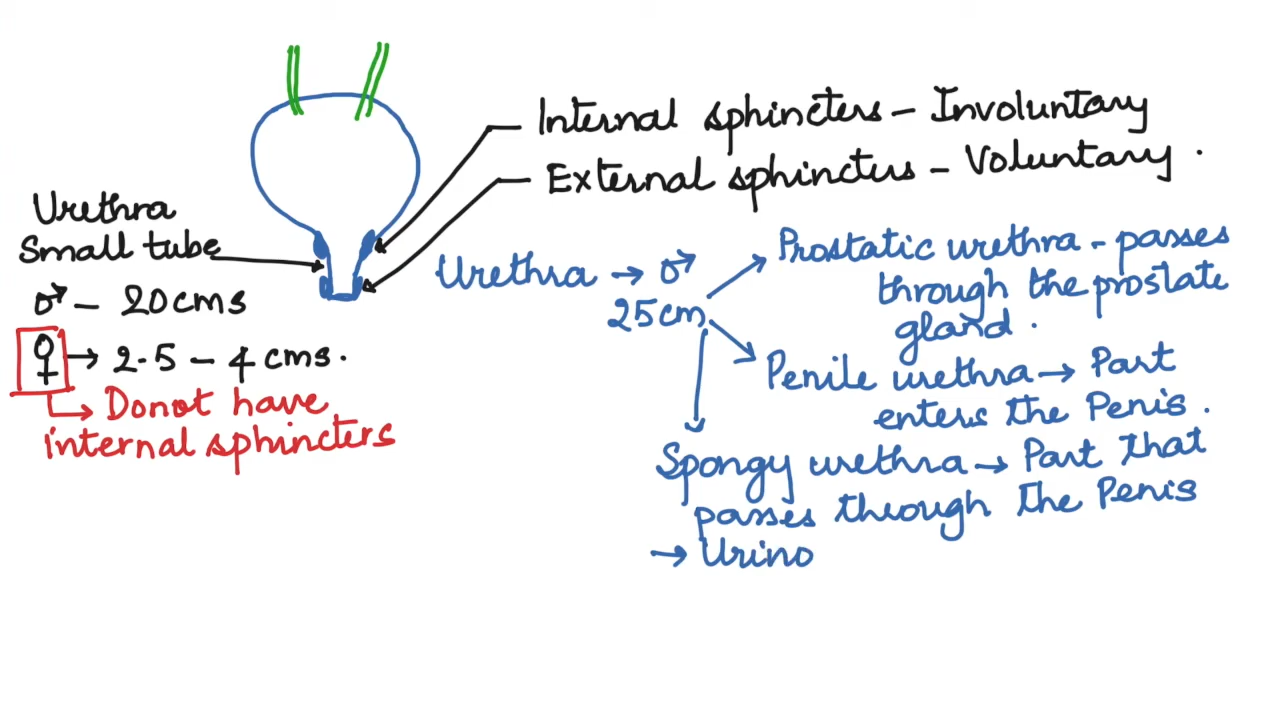 Internal sphincters - Involuntary
External sphincters - Voluntary.
Urethra
Small tube
♂ - 20cms
♀ → 2.5 - 4 cms.
Donot have
internal sphincters
Urethra → ♂
25cm
Prostatic urethra - passes
through the prostate
gland.
Penile urethra → Part
enters the Penis.
Spongy urethra → Part that
passes through the Penis
→ Urino